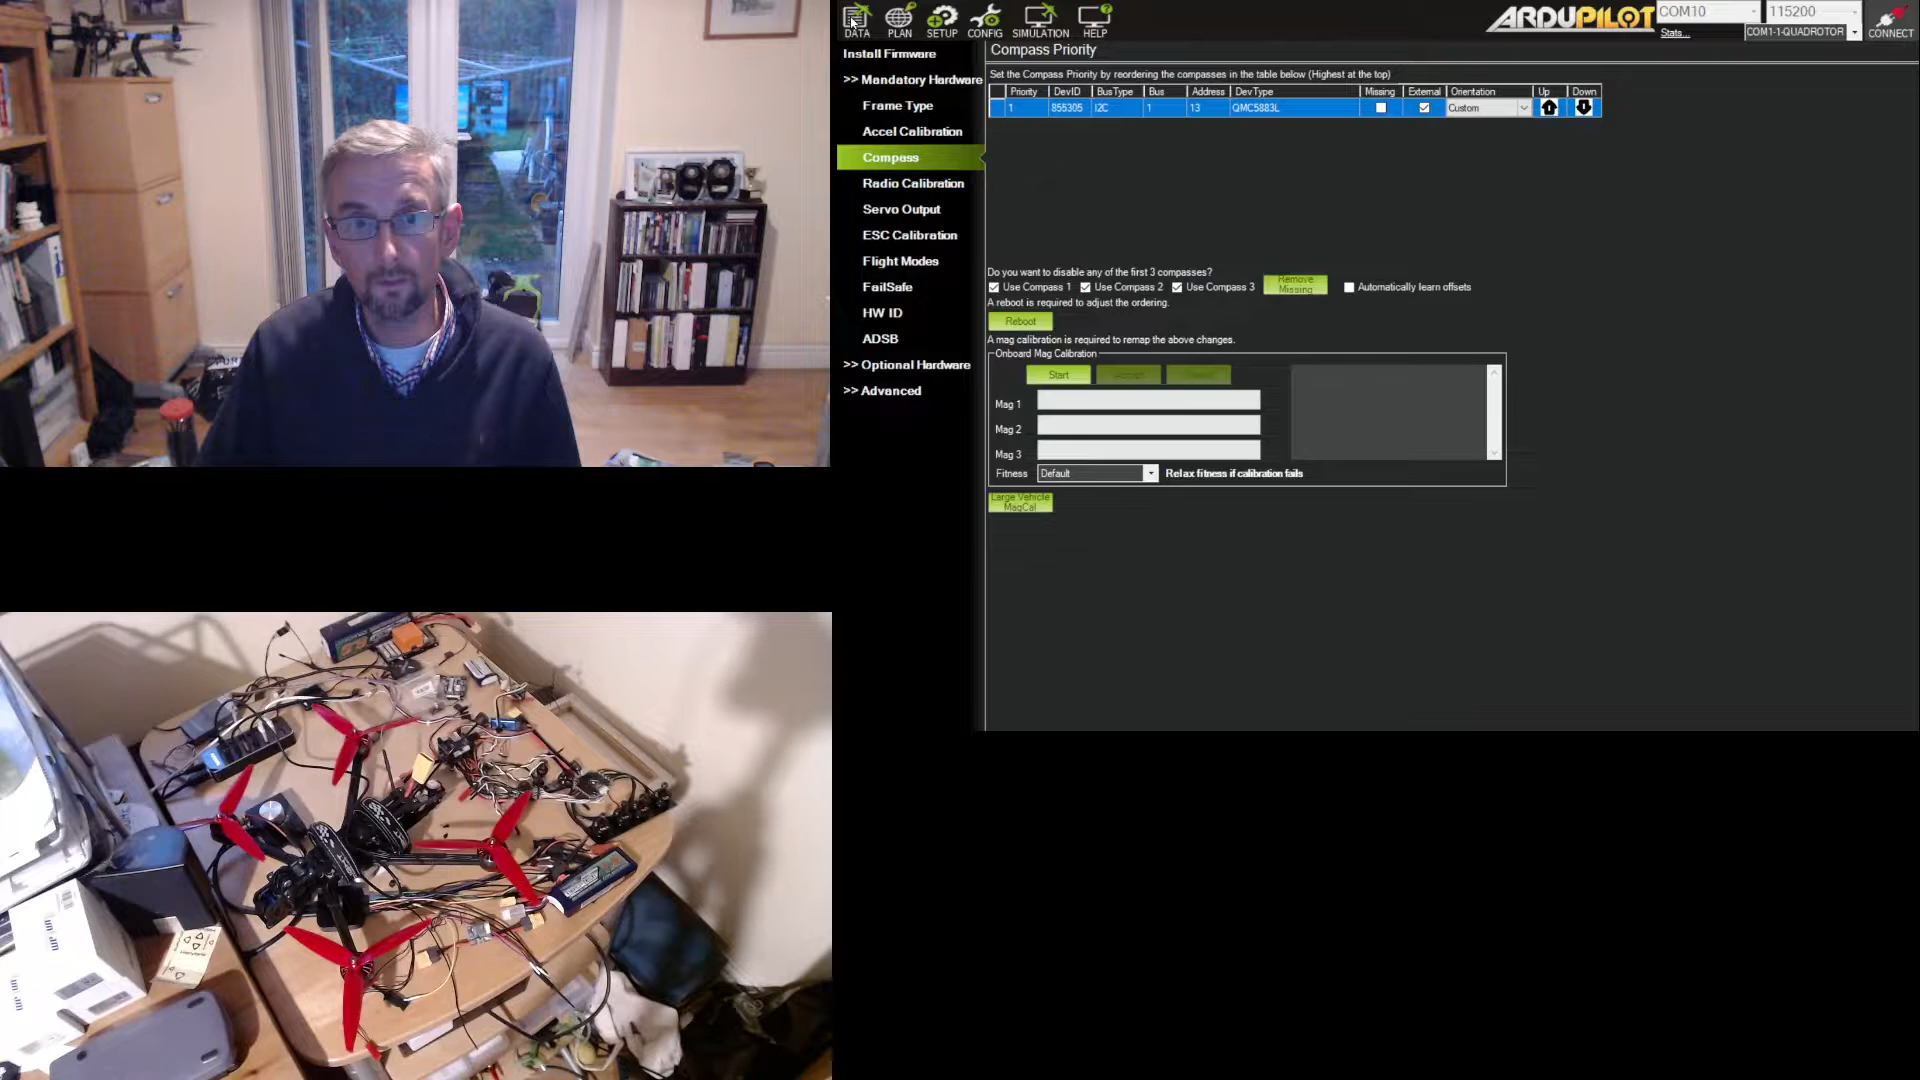 DATA
PLAN
SETUP
CONFIG
SIMULATION
HELP
ARDUPILOT
COM10
115200
Stats...
COM1-1-QUADROTOR
CONNECT
Install Firmware
>> Mandatory Hardware
Frame Type
Accel Calibration
Compass
Radio Calibration
Servo Output
ESC Calibration
Flight Modes
FailSafe
HW ID
ADSB
>> Optional Hardware
>> Advanced
Compass Priority
Set the Compass Priority by reordering the compasses in the table below (Highest at the top)
Priority DevID BusType Bus Address DevType Missing External Orientation Up Down
1 855305 I2C 1 13 QMC5883L Custom
Do you want to disable any of the first 3 compasses?
Use Compass 1 Use Compass 2 Use Compass 3 Remove Missing Automatically learn offsets
A reboot is required to adjust the ordering.
Reboot
A mag calibration is required to remap the above changes.
Onboard Mag Calibration
Start
Mag 1
Mag 2
Mag 3
Fitness Default Relax fitness if calibration fails
Large Vehicle
MagCal